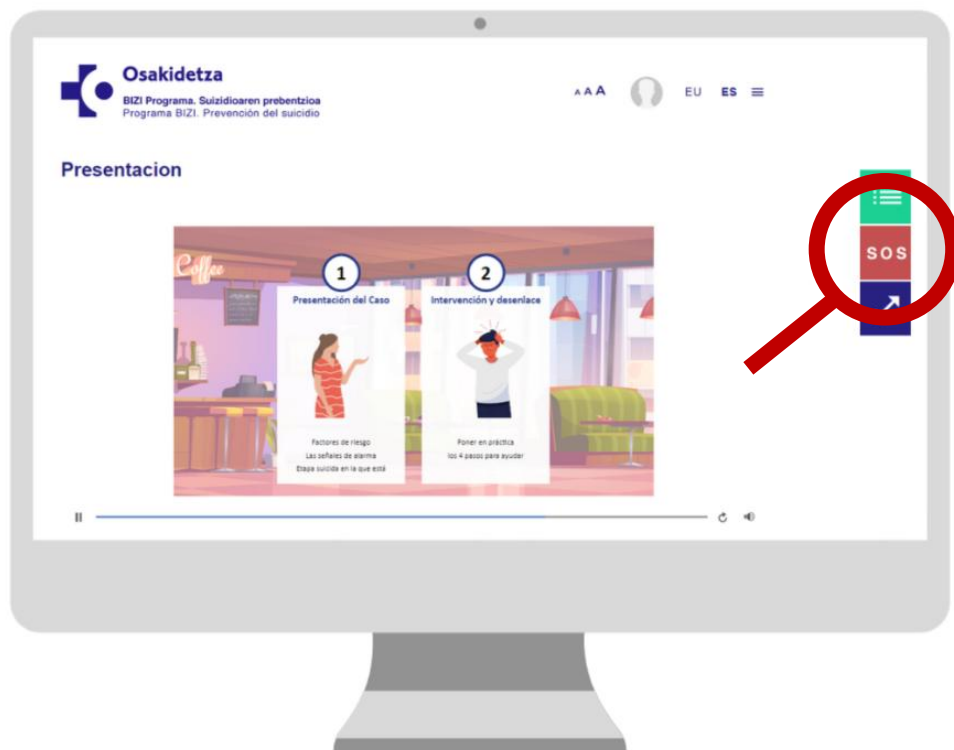 Osakidetza
BIZI Programa. Suizidioaren prebentzioa
Programa BIZI. Prevención del suicidio
A A A
EU ES
Presentacion
SOS
Coffee
1
2
Presentación del Caso
Intervención y desenlace
Factores de riesgo
Las señales de alarma
Etapa suicida en la que está
Poner en práctica
los 4 pasos para ayudar